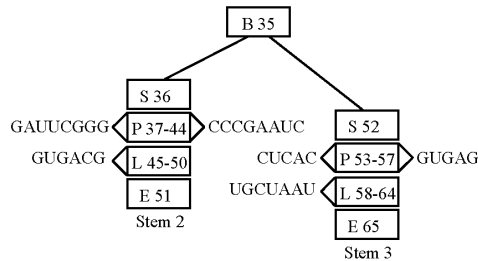 B 35
S 36
GAUUCGGG P 37-44 CCCGAAUC
GUGACG L 45-50
E 51
Stem 2
S 52
CUCAC P 53-57 GUGAG
UGCUAAU L 58-64
E 65
Stem 3